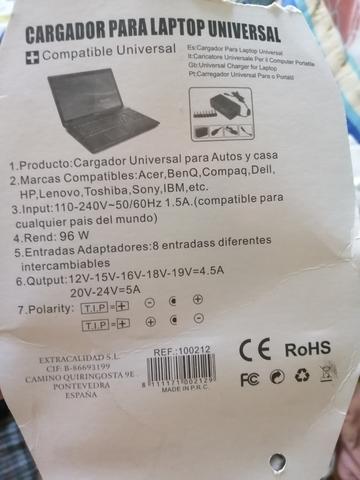 CARGADOR PARA LAPTOP UNIVERSAL
Compatible Universal
Es:Cargador Para Laptop Universal
It:Caricatore Universale Per il Computer Portatile
Gb:Universal Charger for Laptop
Pt:Carregador Universal Para o Portátil
1.Producto:Cargador Universal para Autos y casa
2.Marcas Compatibles:Acer,BenQ,Compaq,Dell,
HP,Lenovo,Toshiba,Sony,IBM,etc.
3.Input:110-240V~50/60Hz 1.5A.(compatible para
cualquier pais del mundo)
4.Rend: 96 W
5.Entradas Adaptadores:8 entradass diferentes
intercambiables
6.Output:12V-15V-16V-18V-19V=4.5A
20V-24V=5A
7.Polarity: T.I.P=+ - +
T.I.P=+ + -
EXTRACALIDAD S.L
CIF: B-86693199
CAMINO QUIRINGOSTA 9E
PONTEVEDRA
ESPAÑA
REF.:100212
8 111171 002129
MADE IN P.R.C.
CE RoHS
FC